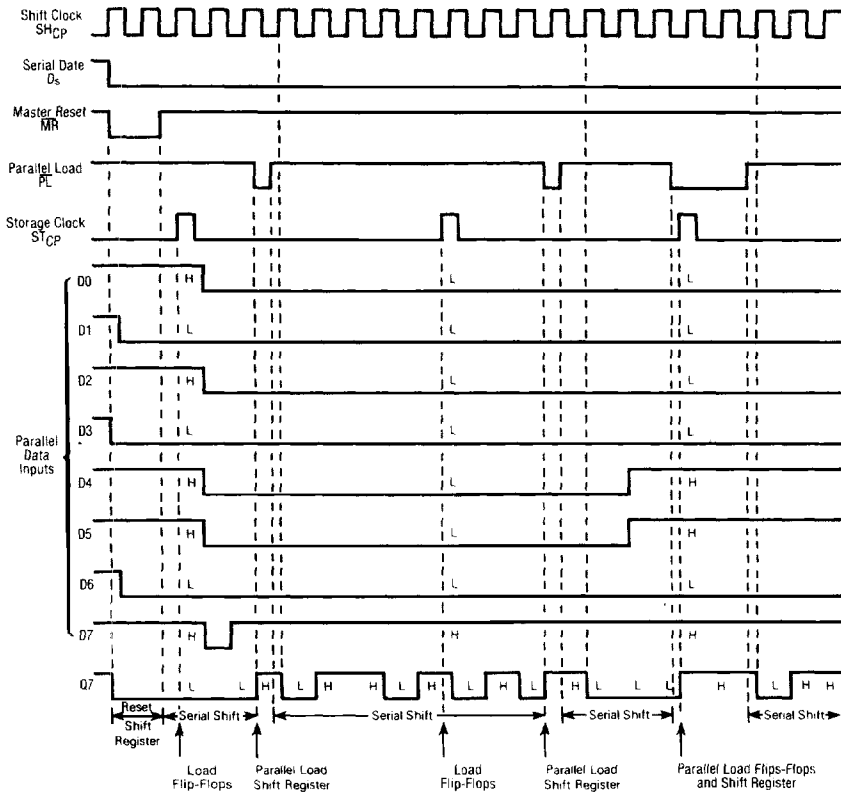 Shift Clock
SHCP
Serial Date
Ds
Master Reset
MR
Parallel Load
PL
Storage Clock
STCP
D0 H L L
D1 L L L
D2 H L L
D3 L L L
Parallel
Data
Inputs
D4 H L H
D5 H L H
D6 L L L
D7 H H H
Q7 L L H L H H L H L H L H L L L H H L H H
Reset
Shift
Register
Serial Shift
Serial Shift
Serial Shift
Serial Shift
Load
Flip-Flops
Parallel Load
Shift Register
Load
Flip-Flops
Parallel Load
Shift Register
Parallel Load Flips-Flops
and Shift Register